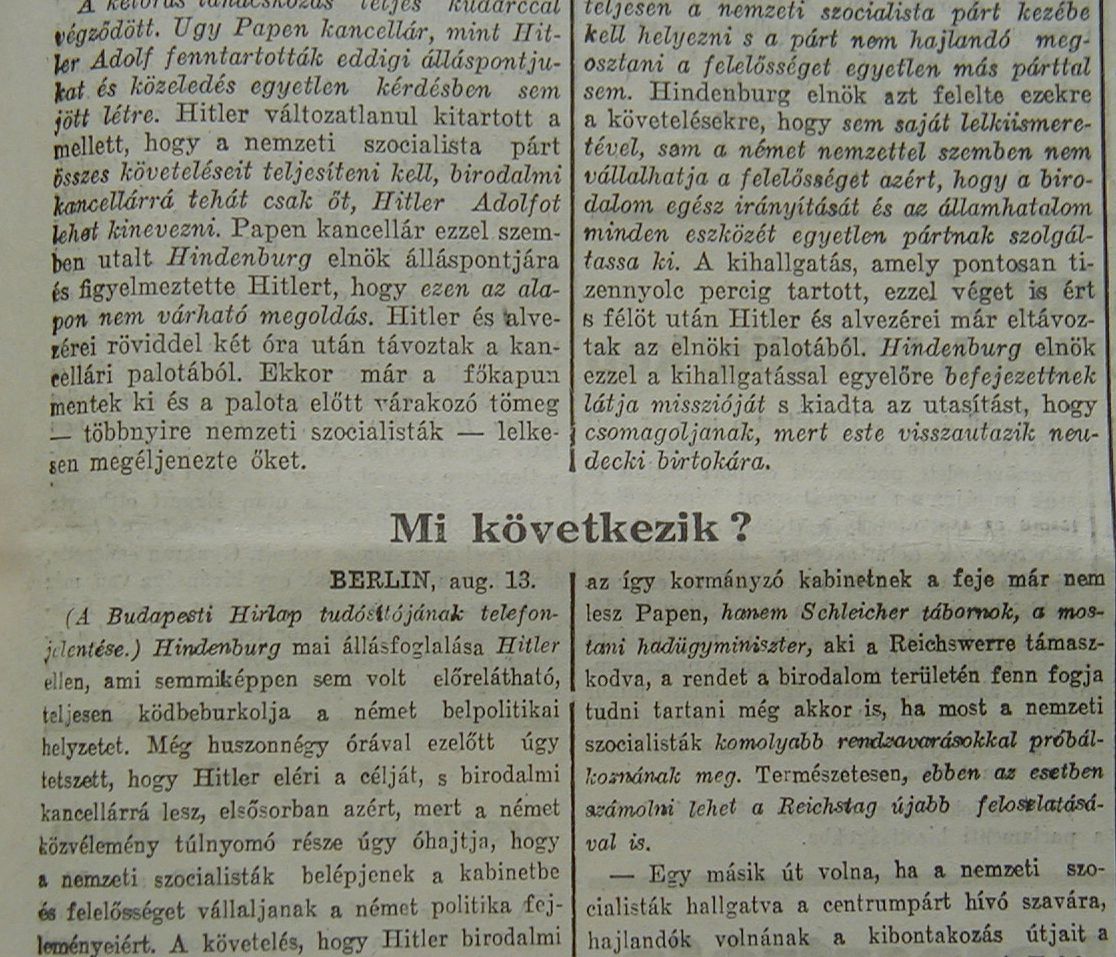 A kétórás tanácskozás teljes kudarccal
végződött. Ugy Papen kancellár, mint Hit-
ler Adolf fenntartották eddigi álláspontju-
kat és közeledés egyetlen kérdésben sem
jött létre. Hitler változatlanul kitartott a
mellett, hogy a nemzeti szocialista párt
összes követeléseit teljesíteni kell, birodalmi
kancellárrá tehát csak őt, Hitler Adolfot
lehet kinevezni. Papen kancellár ezzel szem-
ben utalt Hindenburg elnök álláspontjára
és figyelmeztette Hitlert, hogy ezen az ala-
pon nem várható megoldás. Hitler és alve-
zérei röviddel két óra után távoztak a kan-
cellári palotából. Ekkor már a főkapun
mentek ki és a palota előtt várakozó tömeg
— többnyire nemzeti szocialisták — lelke-
sen megéljenezte őket.
teljesen a nemzeti szocialista párt kezébe
kell helyezni s a párt nem hajlandó meg-
osztani a felelősséget egyetlen más párttal
sem. Hindenburg elnök azt felelte ezekre
a követelésekre, hogy sem saját lelkiismere-
tével, sem a német nemzettel szemben nem
vállalhatja a felelősséget azért, hogy a biro-
dalom egész irányítását és az államhatalom
minden eszközét egyetlen pártnak szolgál-
tassa ki. A kihallgatás, amely pontosan ti-
zennyolc percig tartott, ezzel véget is ért
s félöt után Hitler és alvezérei már eltávoz-
tak az elnöki palotából. Hindenburg elnök
ezzel a kihallgatással egyelőre befejezettnek
látja misszióját s kiadta az utasítást, hogy
csomagoljanak, mert este visszautazik neu-
decki birtokára.
Mi következik?
BERLIN, aug. 13.
(A Budapesti Hirlap tudósítójának telefon-
jelentése.) Hindenburg mai állásfoglalása Hitler
ellen, ami semmiképpen sem volt előrelátható,
teljesen ködbeburkolja a német belpolitikai
helyzetet. Még huszonnégy órával ezelőtt úgy
tetszett, hogy Hitler eléri a célját, s birodalmi
kancellárrá lesz, elsősorban azért, mert a német
közvélemény túlnyomó része úgy óhajtja, hogy
a nemzeti szocialisták belépjenek a kabinetbe
és felelősséget vállaljanak a német politika fej-
leményeiért. A követelés, hogy Hitler birodalmi
az így kormányzó kabinetnek a feje már nem
lesz Papen, hanem Schleicher tábornok, a mos-
tani hadügyminiszter, aki a Reichswerre támasz-
kodva, a rendet a birodalom területén fenn fogja
tudni tartani még akkor is, ha most a nemzeti
szocialisták komolyabb rendzavarásokkal próbál-
koznának meg. Természetesen, ebben az esetben
számolni lehet a Reichstag újabb feloszlatásá-
val is.
— Egy másik út volna, ha a nemzeti szo-
cialisták hallgatva a centrumpárt hívó szavára,
hajlandók volnának a kibontakozás útjait a